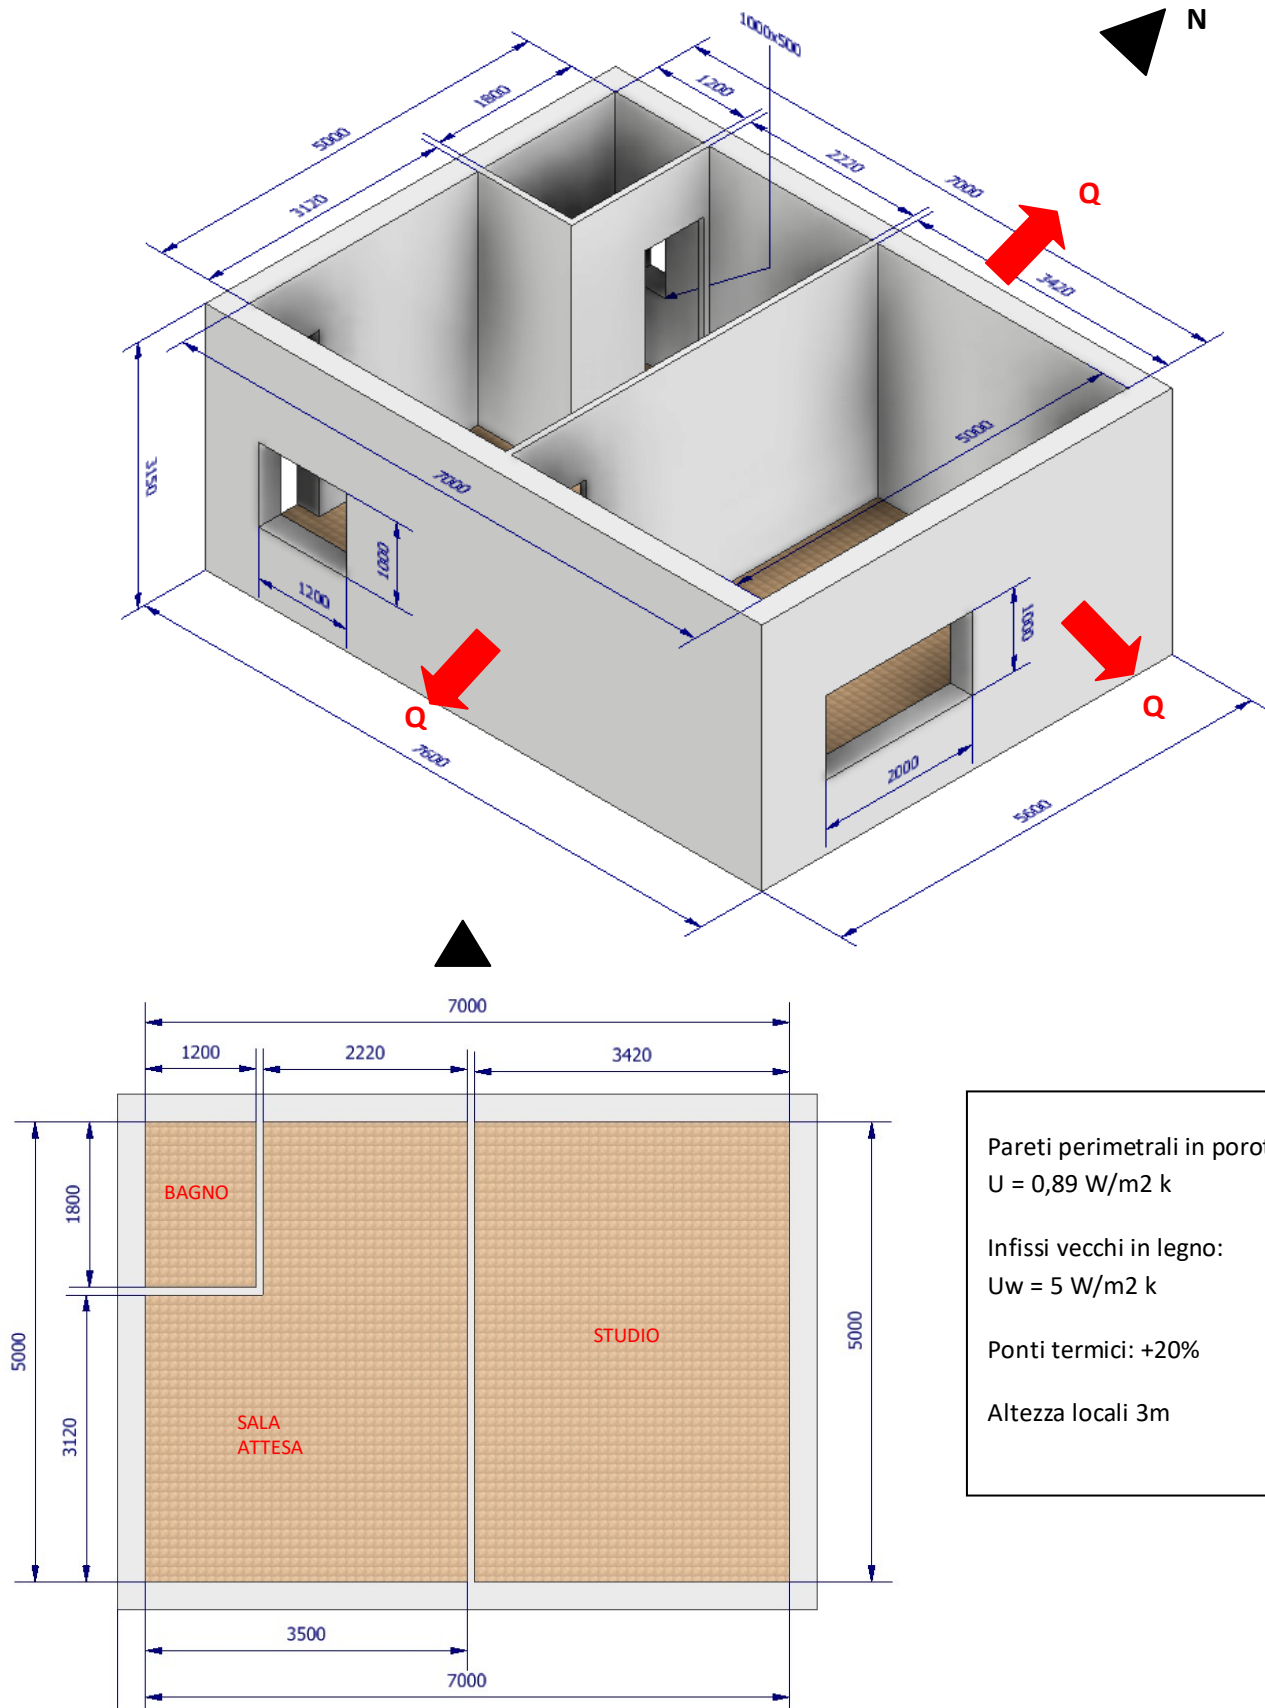 N
1000x500
5000
1800
1200
3120
2220
7000
Q
3420
5000
7000
3150
1000
1200
1000
Q
Q
2000
7600
5600
7000
1200
2220
3420
1800
BAGNO
5000
STUDIO
5000
3120
SALA
ATTESA
3500
7000
Pareti perimetrali in porot
U = 0,89 W/m2 k
Infissi vecchi in legno:
Uw = 5 W/m2 k
Ponti termici: +20%
Altezza locali 3m